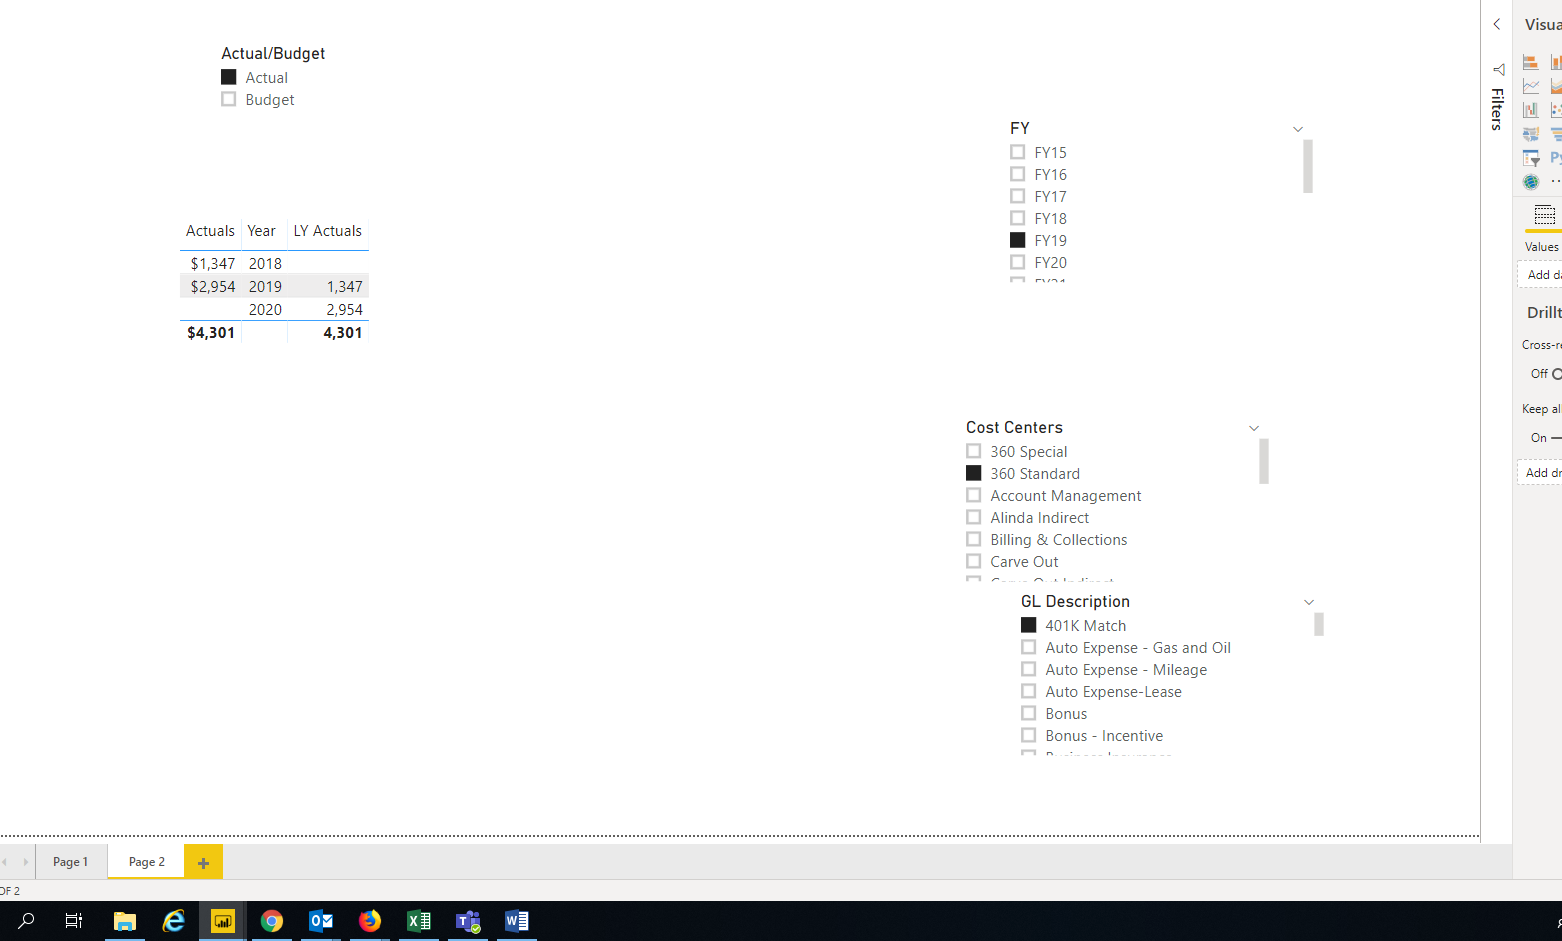 Actual/Budget
Actual
Budget
Actuals Year LY Actuals
$1,347 2018
$2,954 2019 1,347
2020 2,954
$4,301 4,301
FY
FY15
FY16
FY17
FY18
FY19
FY20
Cost Centers
360 Special
360 Standard
Account Management
Alinda Indirect
Billing & Collections
Carve Out
GL Description
401K Match
Auto Expense - Gas and Oil
Auto Expense - Mileage
Auto Expense-Lease
Bonus
Bonus - Incentive
Filters
Visua
Py
Values
Add da
Drillt
Cross-re
Off
Keep al
On
Add dr
Page 1
Page 2
OF 2